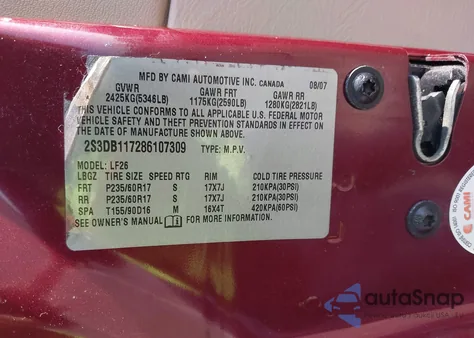 MFD BY CAMI AUTOMOTIVE INC. CANADA 08/07
GVWR GAWR FRT GAWR RR
2425KG(5346LB) 1175KG(2590LB) 1280KG(2821LB)
THIS VEHICLE CONFORMS TO ALL APPLICABLE U.S. FEDERAL MOTOR
VEHICLE SAFETY AND THEFT PREVENTION STANDARDS IN EFFECT ON
THE DATE OF MANUFACTURE SHOWN ABOVE.
2S3DB117286107309 TYPE: M.P.V.
MODEL: LF26
LBGZ TIRE SIZE SPEED RTG RIM COLD TIRE PRESSURE
FRT P235/60R17 S 17X7J 210KPA(30PSI)
RR P235/60R17 S 17X7J 210KPA(30PSI)
SPA T155/90D16 M 16X4T 420KPA(60PSI)
SEE OWNER'S MANUAL FOR MORE INFORMATION
CAMI
autoSnap